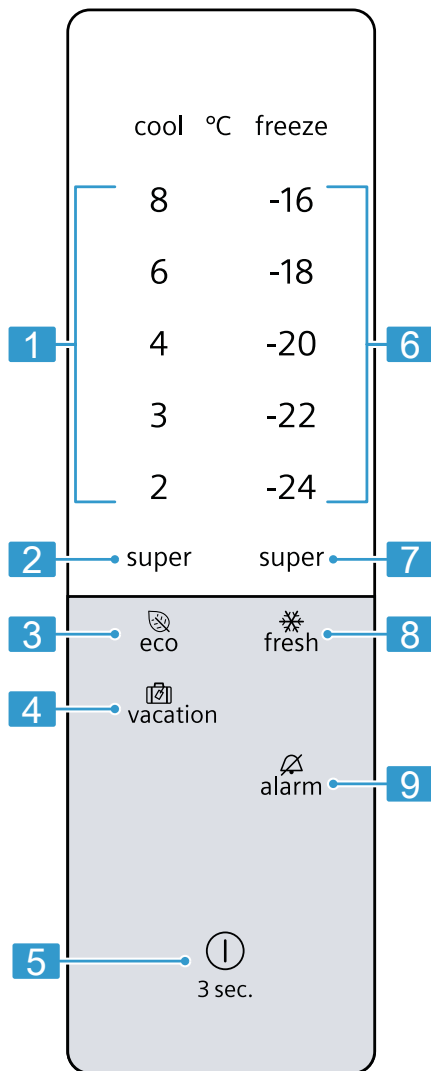 cool °C freeze
8 -16
6 -18
1 4 -20 6
3 -22
2 -24
2 super super 7
3 eco fresh 8
4 vacation
alarm 9
5
3 sec.